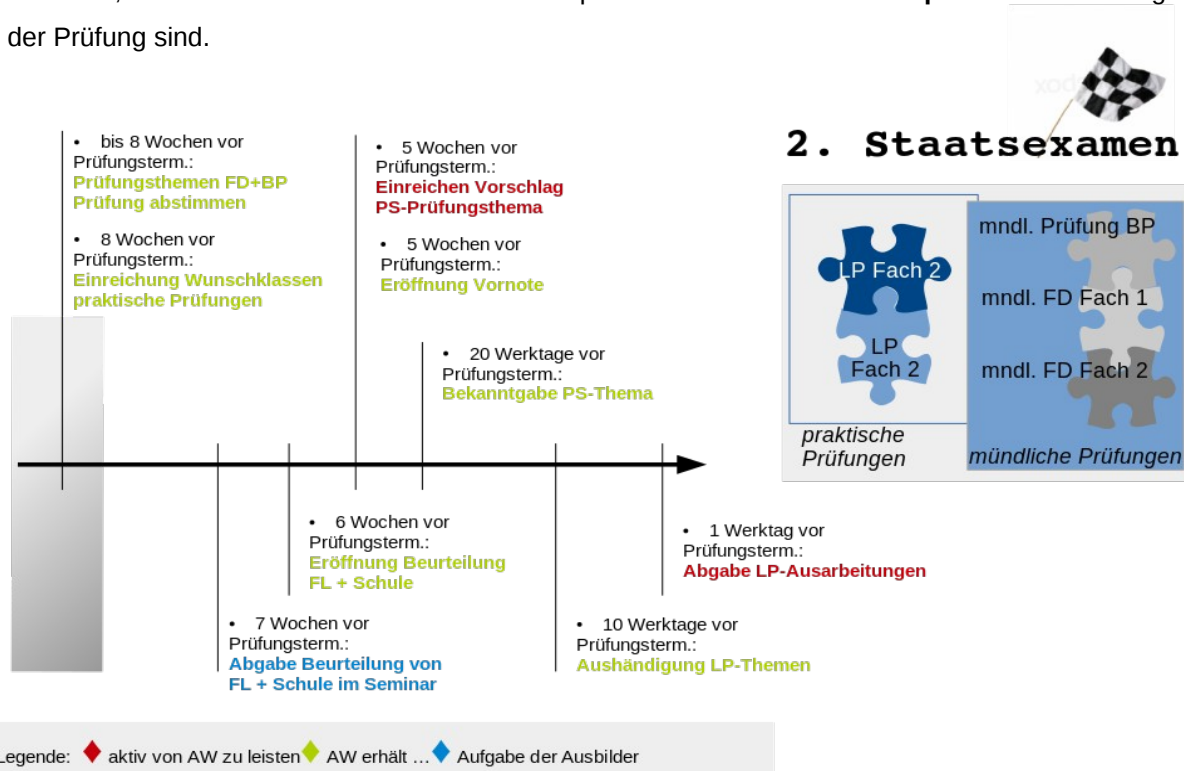 der Prüfung sind.
2. Staatsexamen
• bis 8 Wochen vor
Prüfungsterm.:
Prüfungsthemen FD+BP
Prüfung abstimmen
• 8 Wochen vor
Prüfungsterm.:
Einreichung Wunschklassen
praktische Prüfungen
• 5 Wochen vor
Prüfungsterm.:
Einreichen Vorschlag
PS-Prüfungsthema
• 5 Wochen vor
Prüfungsterm.:
Eröffnung Vornote
• 20 Werktage vor
Prüfungsterm.:
Bekanntgabe PS-Thema
LP Fach 2
LP
Fach 2
praktische
Prüfungen
mndl. Prüfung BP
mndl. FD Fach 1
mndl. FD Fach 2
mündliche Prüfungen
• 6 Wochen vor
Prüfungsterm.:
Eröffnung Beurteilung
FL + Schule
• 7 Wochen vor
Prüfungsterm.:
Abgabe Beurteilung von
FL + Schule im Seminar
• 1 Werktag vor
Prüfungsterm.:
Abgabe LP-Ausarbeitungen
• 10 Werktage vor
Prüfungsterm.:
Aushändigung LP-Themen
Legende: aktiv von AW zu leisten AW erhält … Aufgabe der Ausbilder